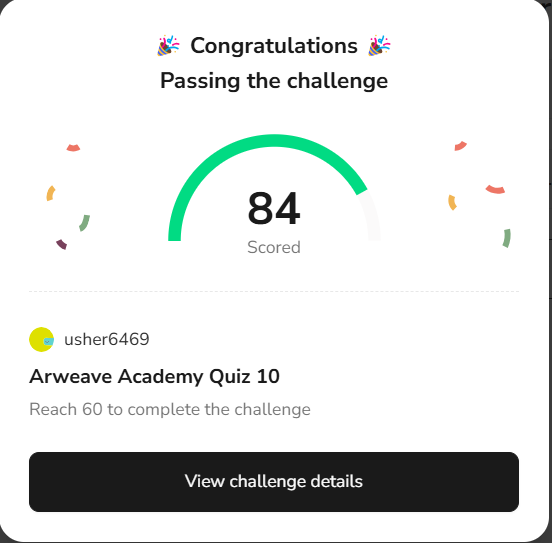 🎉 Congratulations 🎉
Passing the challenge
84
Scored
usher6469
Arweave Academy Quiz 10
Reach 60 to complete the challenge
View challenge details